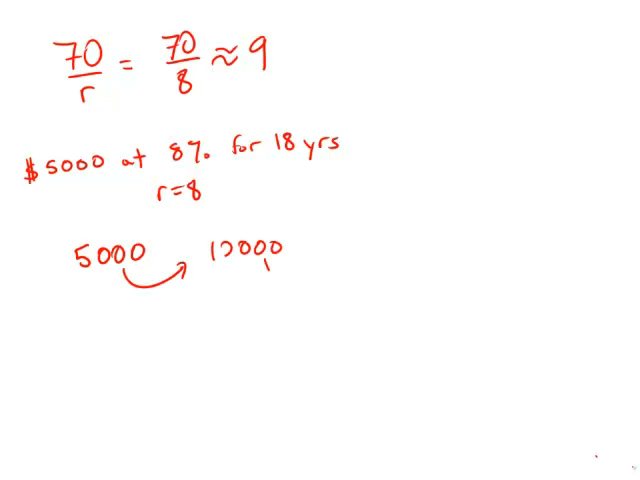 70/r = 70/8 ≈ 9
$5000 at 8% for 18 yrs
r=8
5000 10000